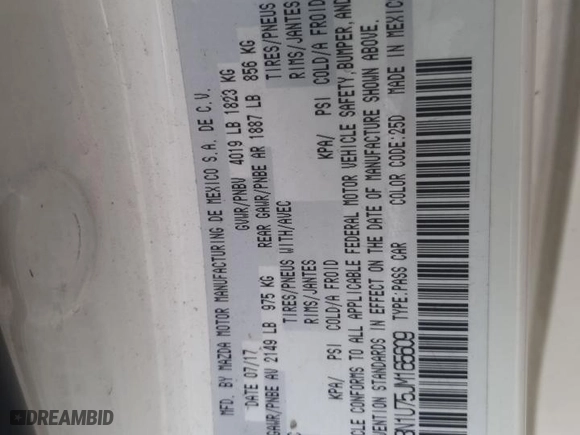 MFD. BY MAZDA MOTOR MANUFACTURING DE MEXICO S.A. DE C.V.
DATE 07/17 GVWR/PNBV 4019 LB 1823 KG
GAWR/PNBE AV 2149 LB 975 KG REAR GAWR/PNBE AR 1887 LB 856 KG
TIRES/PNEUS WITH/AVEC TIRES/PNEUS
RIMS/JANTES RIMS/JANTES
KPA/ PSI COLD/A FROID KPA/ PSI COLD/A FROID
CONFORMS TO ALL APPLICABLE FEDERAL MOTOR VEHICLE SAFETY, BUMPER, AND
STANDARDS IN EFFECT ON THE DATE OF MANUFACTURE SHOWN ABOVE.
BN1U75JM166609 TYPE:PASS CAR COLOR CODE:25D MADE IN MEXICO
DREAMBID